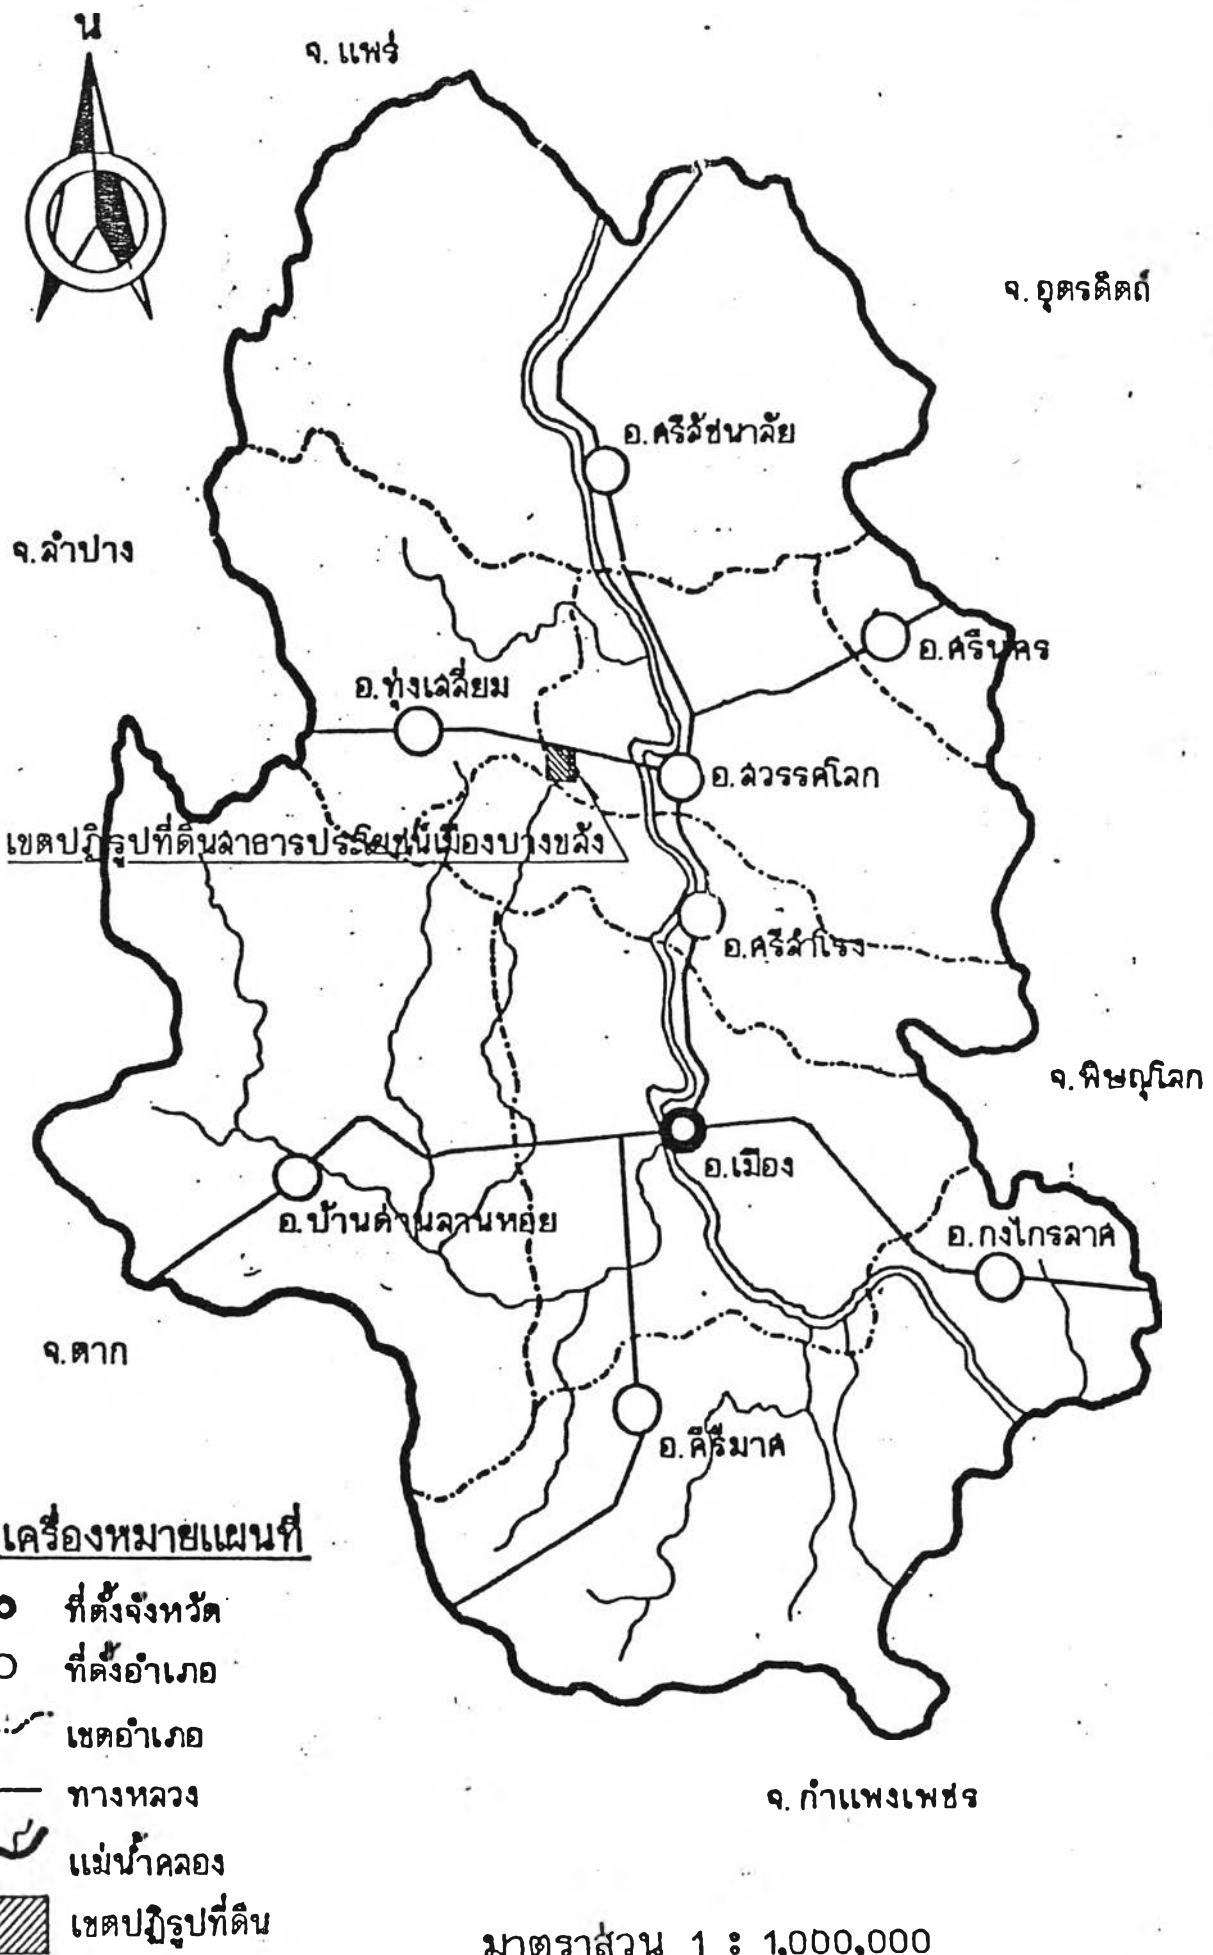 น
จ. แพร่
จ. อุตรดิตถ์
อ. ศรีสัชนาลัย
จ. ลำปาง
อ. ศรีนคร
อ. ทุ่งเสลี่ยม
อ. สวรรคโลก
เขตปฏิรูปที่ดินสาธารประโยชน์เมืองบางขลัง
อ. ศรีสำโรง
จ. พิษณุโลก
อ. เมือง
อ. บ้านด่านลานหอย
อ. กงไกรลาศ
จ. ตาก
อ. คีรีมาศ
เครื่องหมายแผนที่
ที่ตั้งจังหวัด
ที่ตั้งอำเภอ
เขตอำเภอ
ทางหลวง
แม่น้ำคลอง
เขตปฏิรูปที่ดิน
จ. กำแพงเพชร
มาตราส่วน 1 : 1,000,000